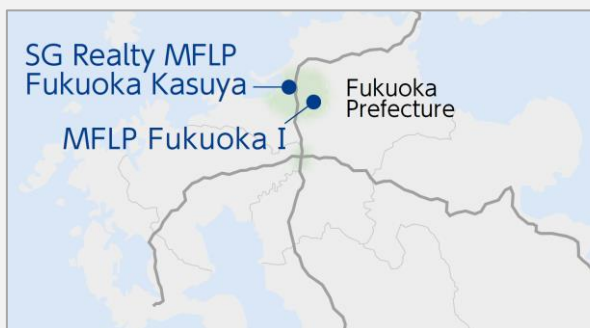 SG Realty MFLP
Fukuoka Kasuya
Fukuoka
Prefecture
MFLP Fukuoka I